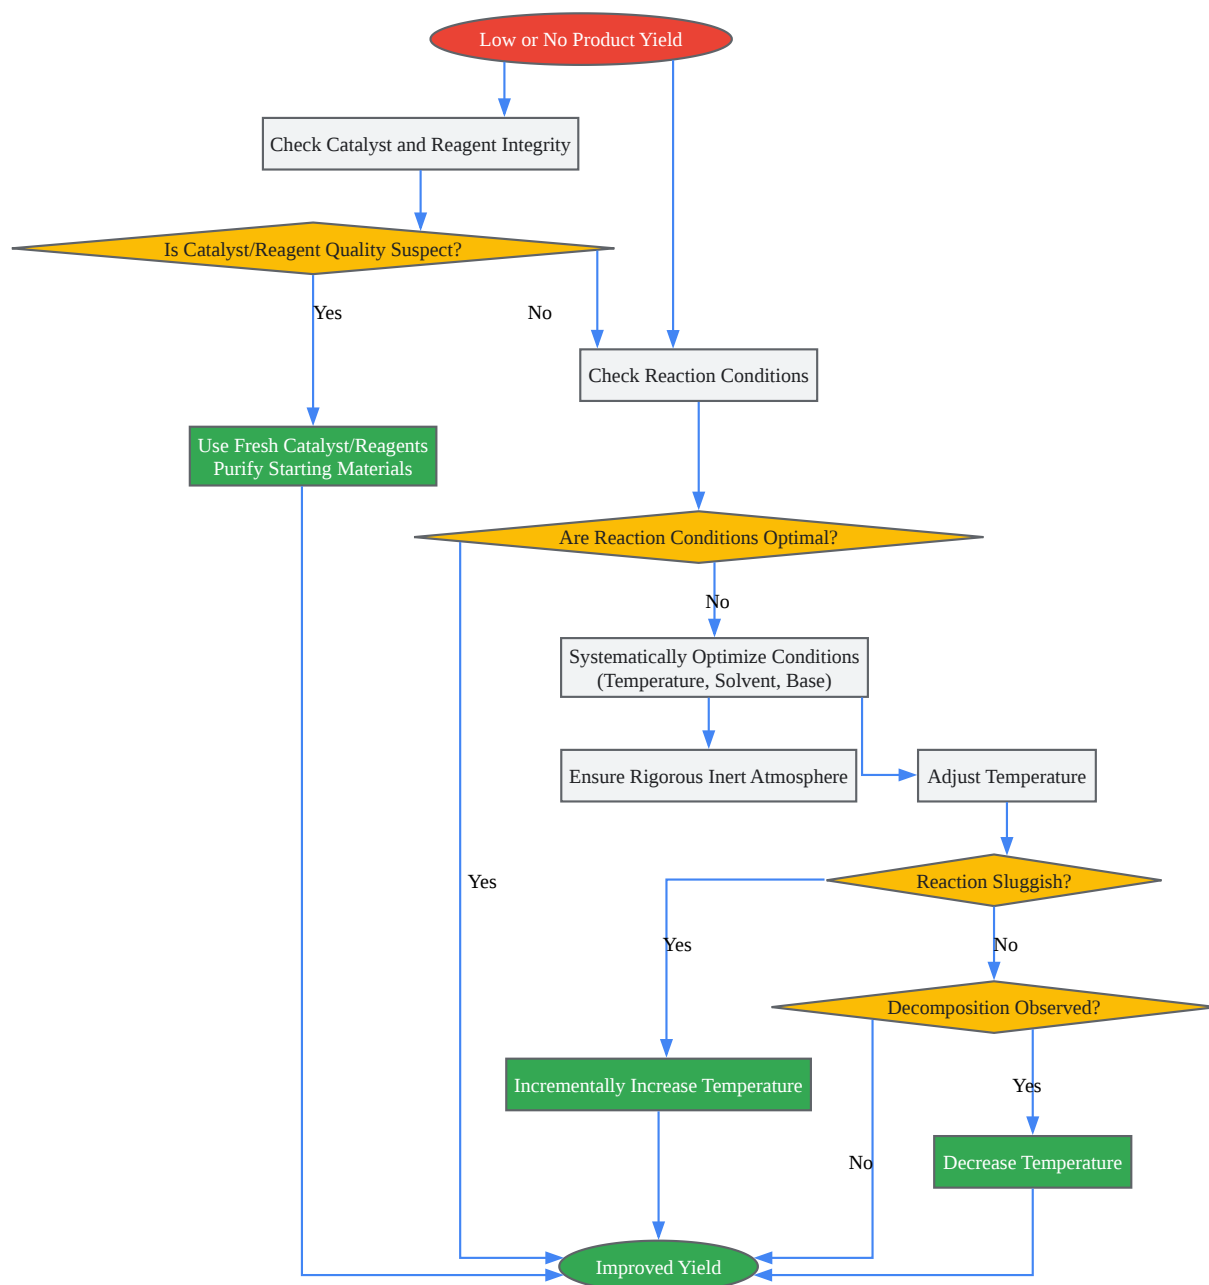 Low or No Product Yield
Check Catalyst and Reagent Integrity
Is Catalyst/Reagent Quality Suspect?
Yes
No
Check Reaction Conditions
Use Fresh Catalyst/Reagents
Purify Starting Materials
Are Reaction Conditions Optimal?
No
Systematically Optimize Conditions
(Temperature, Solvent, Base)
Ensure Rigorous Inert Atmosphere
Adjust Temperature
Yes
Reaction Sluggish?
Yes
No
Decomposition Observed?
Incrementally Increase Temperature
Yes
No
Decrease Temperature
Improved Yield